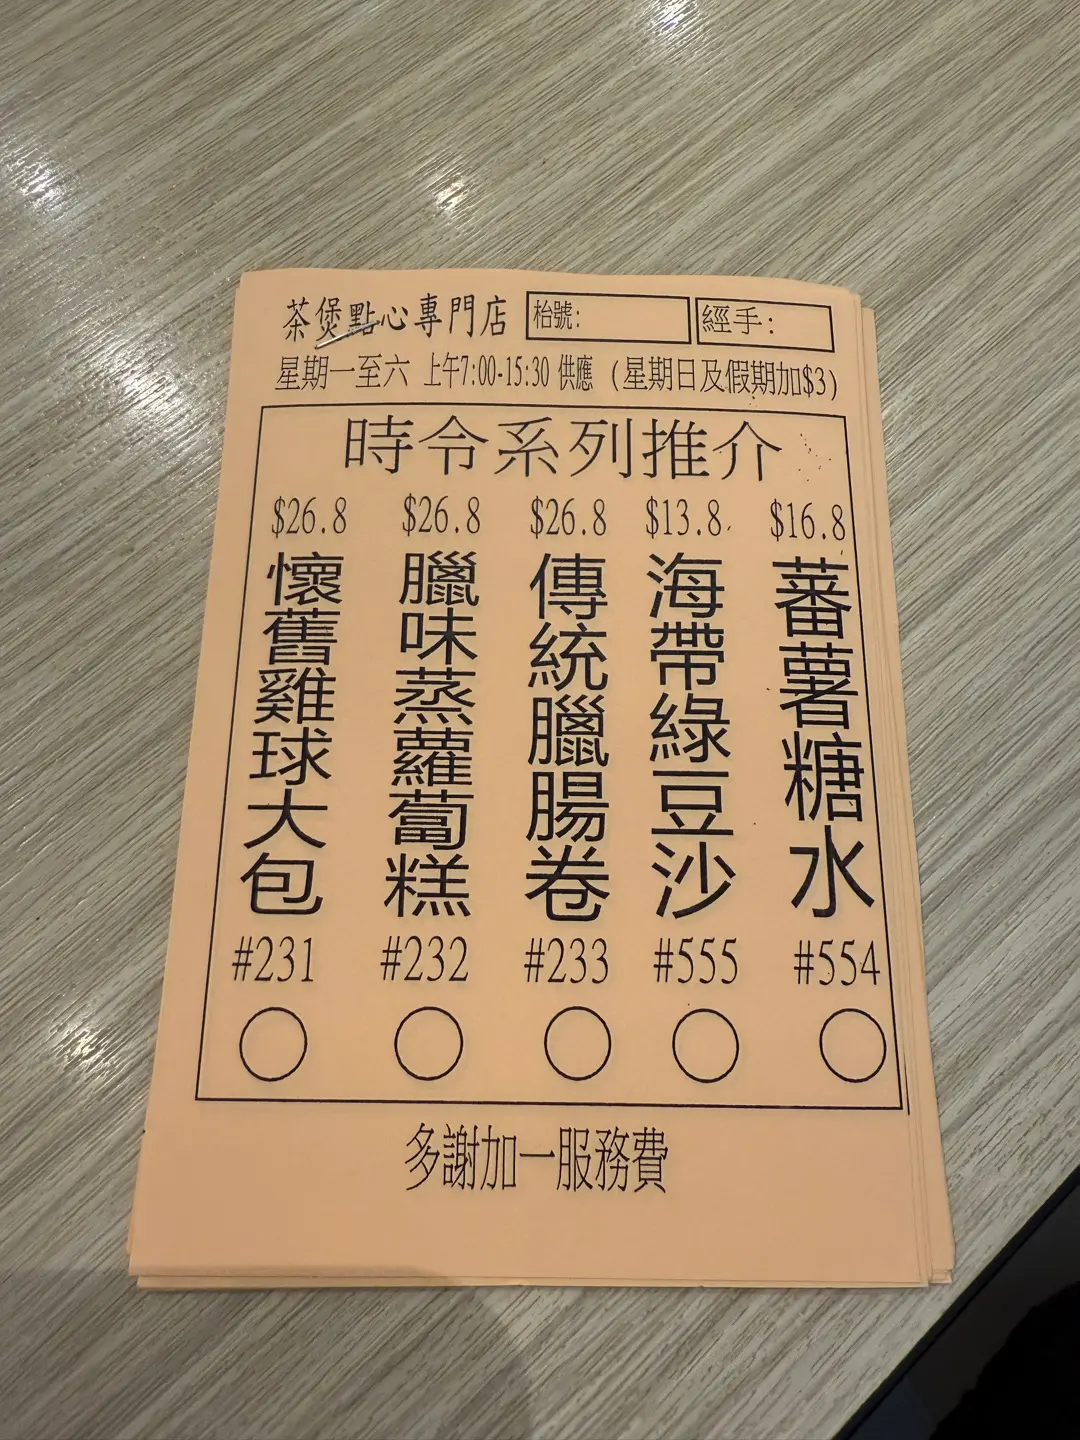 茶煲點心專門店
枱號:
經手:
星期一至六 上午7:00-15:30 供應 (星期日及假期加$3)
時令系列推介
$26.8
懷舊雞球大包
#231
$26.8
臘味蒸蘿蔔糕
#232
$26.8
傳統臘腸卷
#233
$13.8
海帶綠豆沙
#555
$16.8
蕃薯糖水
#554
多謝加一服務費